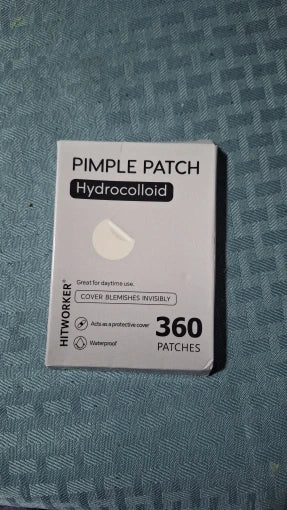 PIMPLE PATCH
Hydrocolloid
Great for daytime use.
COVER BLEMISHES INVISIBLY
Acts as a protective cover
Waterproof
360
PATCHES
HITWORKER®